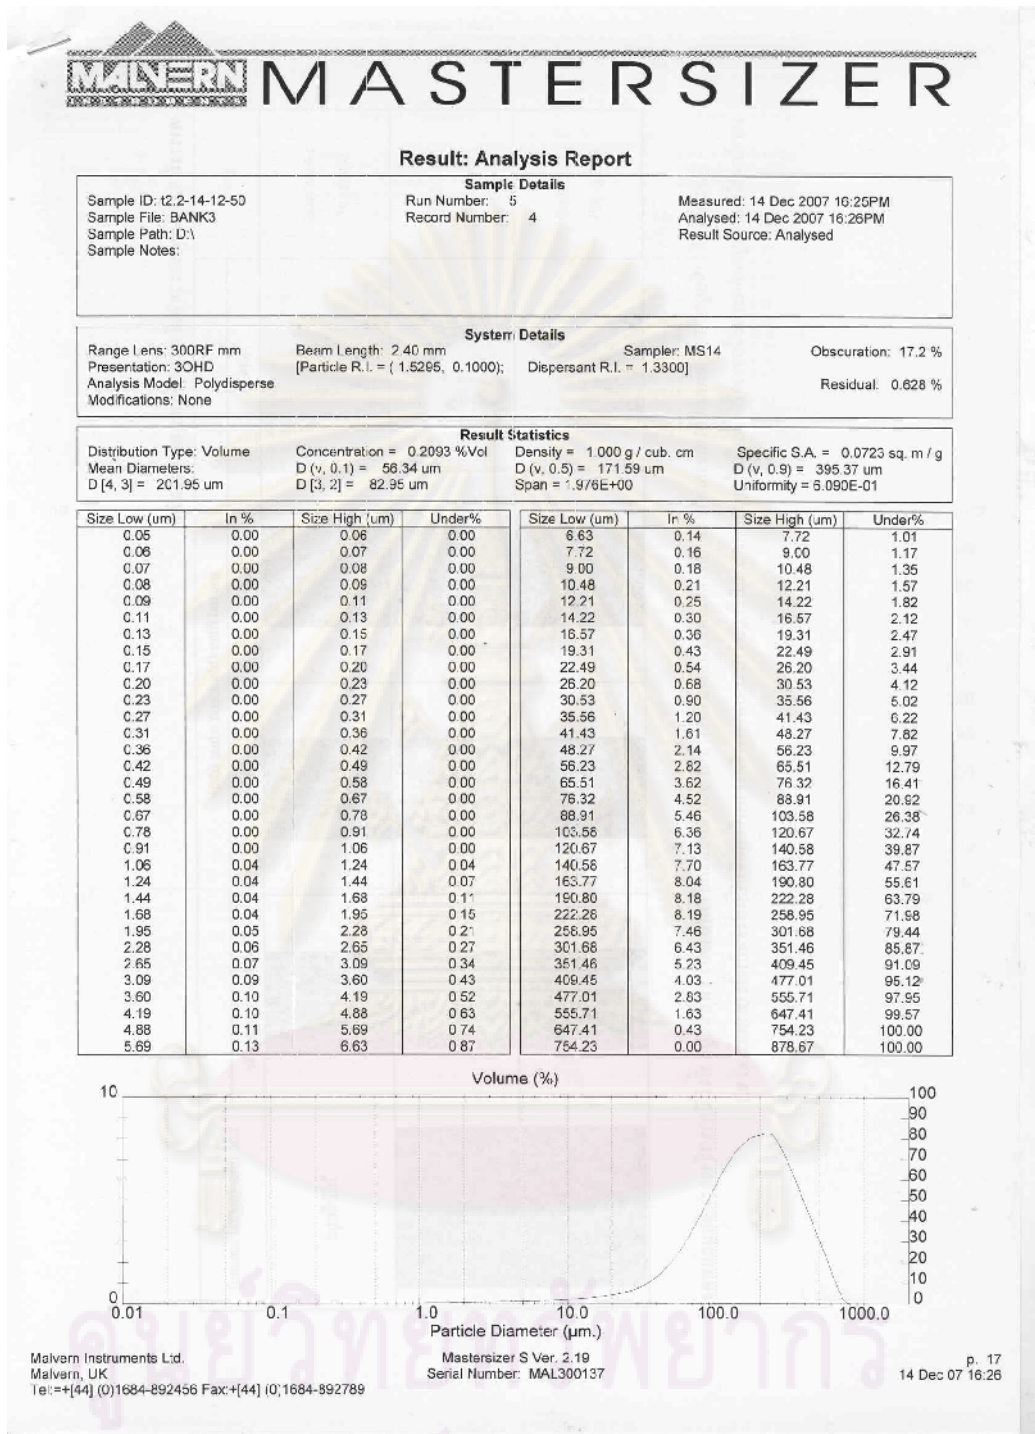 MALVERN
INSTRUMENTS
MASTERSIZER
Result: Analysis Report
Sample Details
Sample ID: t2.2-14-12-50 Run Number: 5 Measured: 14 Dec 2007 16:25PM
Sample File: BANK3 Record Number: 4 Analysed: 14 Dec 2007 16:26PM
Sample Path: D:\ Result Source: Analysed
Sample Notes:
System Details
Range Lens: 300RF mm Beam Length: 2.40 mm Sampler: MS14 Obscuration: 17.2 %
Presentation: 3OHD [Particle R.I. = ( 1.5295, 0.1000); Dispersant R.I. = 1.3300]
Analysis Model: Polydisperse Residual: 0.628 %
Modifications: None
Result Statistics
Distribution Type: Volume Concentration = 0.2093 %Vol Density = 1.000 g / cub. cm Specific S.A. = 0.0723 sq. m / g
Mean Diameters: D (v, 0.1) = 56.34 um D (v, 0.5) = 171.59 um D (v, 0.9) = 395.37 um
D [4, 3] = 201.95 um D [3, 2] = 82.95 um Span = 1.976E+00 Uniformity = 6.090E-01
Size Low (um) In % Size High (um) Under% Size Low (um) In % Size High (um) Under%
0.05 0.00 0.06 0.00 6.63 0.14 7.72 1.01
0.06 0.00 0.07 0.00 7.72 0.16 9.00 1.17
0.07 0.00 0.08 0.00 9.00 0.18 10.48 1.35
0.08 0.00 0.09 0.00 10.48 0.21 12.21 1.57
0.09 0.00 0.11 0.00 12.21 0.25 14.22 1.82
0.11 0.00 0.13 0.00 14.22 0.30 16.57 2.12
0.13 0.00 0.15 0.00 16.57 0.36 19.31 2.47
0.15 0.00 0.17 0.00 19.31 0.43 22.49 2.91
0.17 0.00 0.20 0.00 22.49 0.54 26.20 3.44
0.20 0.00 0.23 0.00 26.20 0.68 30.53 4.12
0.23 0.00 0.27 0.00 30.53 0.90 35.56 5.02
0.27 0.00 0.31 0.00 35.56 1.20 41.43 6.22
0.31 0.00 0.36 0.00 41.43 1.61 48.27 7.82
0.36 0.00 0.42 0.00 48.27 2.14 56.23 9.97
0.42 0.00 0.49 0.00 56.23 2.82 65.51 12.79
0.49 0.00 0.58 0.00 65.51 3.62 76.32 16.41
0.58 0.00 0.67 0.00 76.32 4.52 88.91 20.92
0.67 0.00 0.78 0.00 88.91 5.46 103.58 26.38
0.78 0.00 0.91 0.00 103.58 6.36 120.67 32.74
0.91 0.00 1.06 0.00 120.67 7.13 140.58 39.87
1.06 0.04 1.24 0.04 140.58 7.70 163.77 47.57
1.24 0.04 1.44 0.07 163.77 8.04 190.80 55.61
1.44 0.04 1.68 0.11 190.80 8.18 222.28 63.79
1.68 0.04 1.95 0.15 222.28 8.19 258.95 71.98
1.95 0.05 2.28 0.21 258.95 7.46 301.68 79.44
2.28 0.06 2.65 0.27 301.68 6.43 351.46 85.87
2.65 0.07 3.09 0.34 351.46 5.23 409.45 91.09
3.09 0.09 3.60 0.43 409.45 4.03 477.01 95.12
3.60 0.10 4.19 0.52 477.01 2.83 555.71 97.95
4.19 0.10 4.88 0.63 555.71 1.63 647.41 99.57
4.88 0.11 5.69 0.74 647.41 0.43 754.23 100.00
5.69 0.13 6.63 0.87 754.23 0.00 878.67 100.00
Volume (%)
10 100
90
80
70
60
50
40
30
20
10
0 0
0.01 0.1 1.0 10.0 100.0 1000.0
Particle Diameter (µm.)
ศูนย์วิทยทรัพยากร
Malvern Instruments Ltd. Mastersizer S Ver. 2.19 p. 17
Malvern, UK Serial Number: MAL300137 14 Dec 07 16:26
Tel:=+[44] (0)1684-892456 Fax:+[44] (0)1684-892789